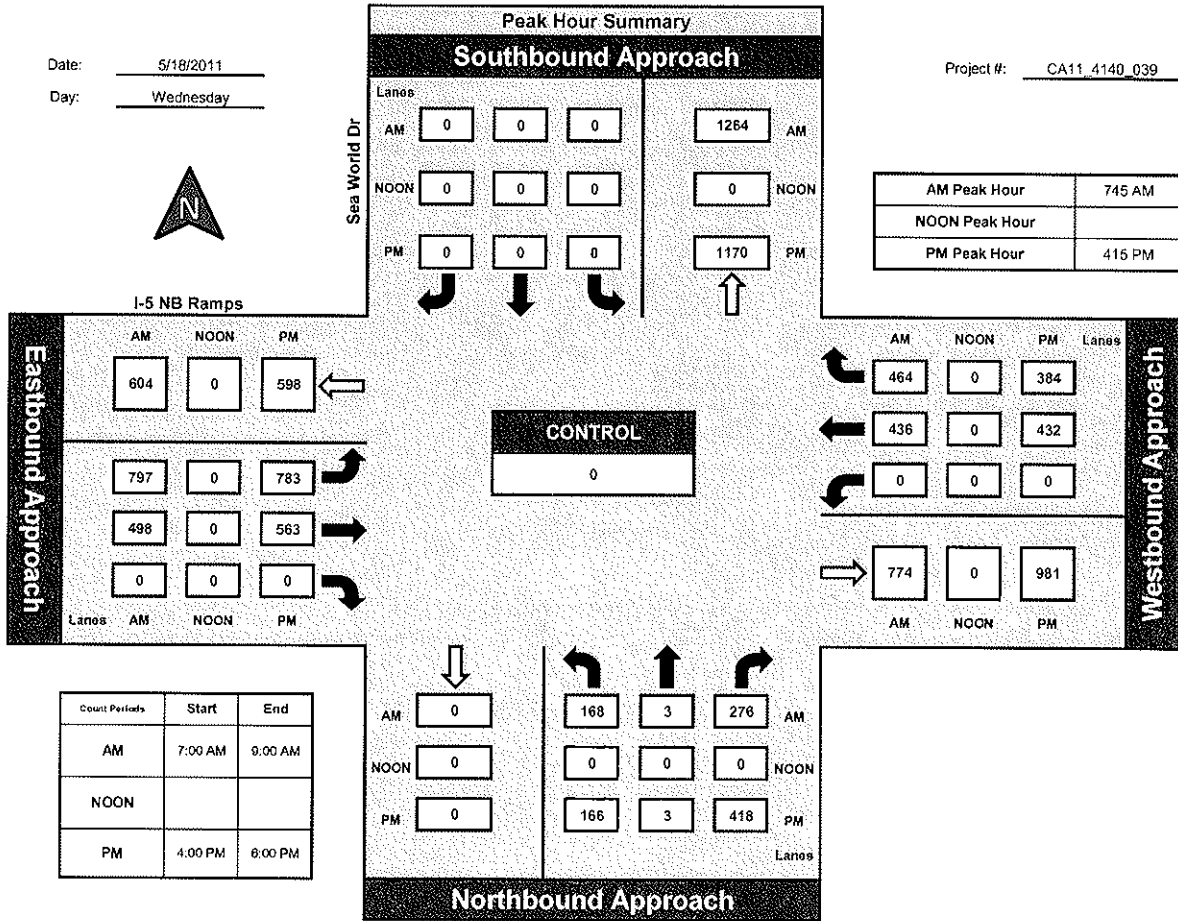 Peak Hour Summary
Southbound Approach
Date: 5/18/2011
Day: Wednesday
Project #: CA11_4140_039
N
Sea World Dr
Lanes
AM 0 0 0 1264 AM
NOON 0 0 0 0 NOON
PM 0 0 0 1170 PM
AM Peak Hour 745 AM
NOON Peak Hour
PM Peak Hour 415 PM
I-5 NB Ramps
Eastbound Approach
AM NOON PM
604 0 598
797 0 783
498 0 563
0 0 0
Lanes AM NOON PM
CONTROL
0
AM NOON PM Lanes
464 0 384
436 0 432
0 0 0
774 0 981
AM NOON PM
Westbound Approach
Count Periods Start End
AM 7:00 AM 9:00 AM
NOON
PM 4:00 PM 6:00 PM
AM 0 168 3 276 AM
NOON 0 0 0 0 NOON
PM 0 166 3 418 PM
Lanes
Northbound Approach